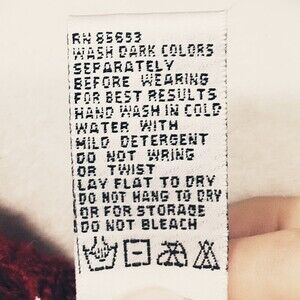 RN 85653
WASH DARK COLORS
SEPARATELY
BEFORE WEARING
FOR BEST RESULTS
HAND WASH IN COLD
WATER WITH
MILD DETERGENT
DO NOT WRING
OR TWIST
LAY FLAT TO DRY
DO NOT HANG TO DRY
OR FOR STORAGE
DO NOT BLEACH